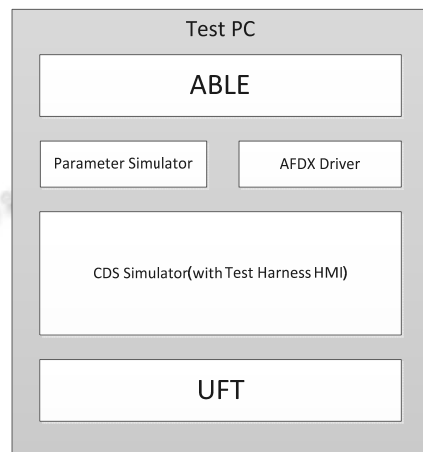 Test PC
ABLE
Parameter Simulator
AFDX Driver
CDS Simulator(with Test Harness HMI)
UFT